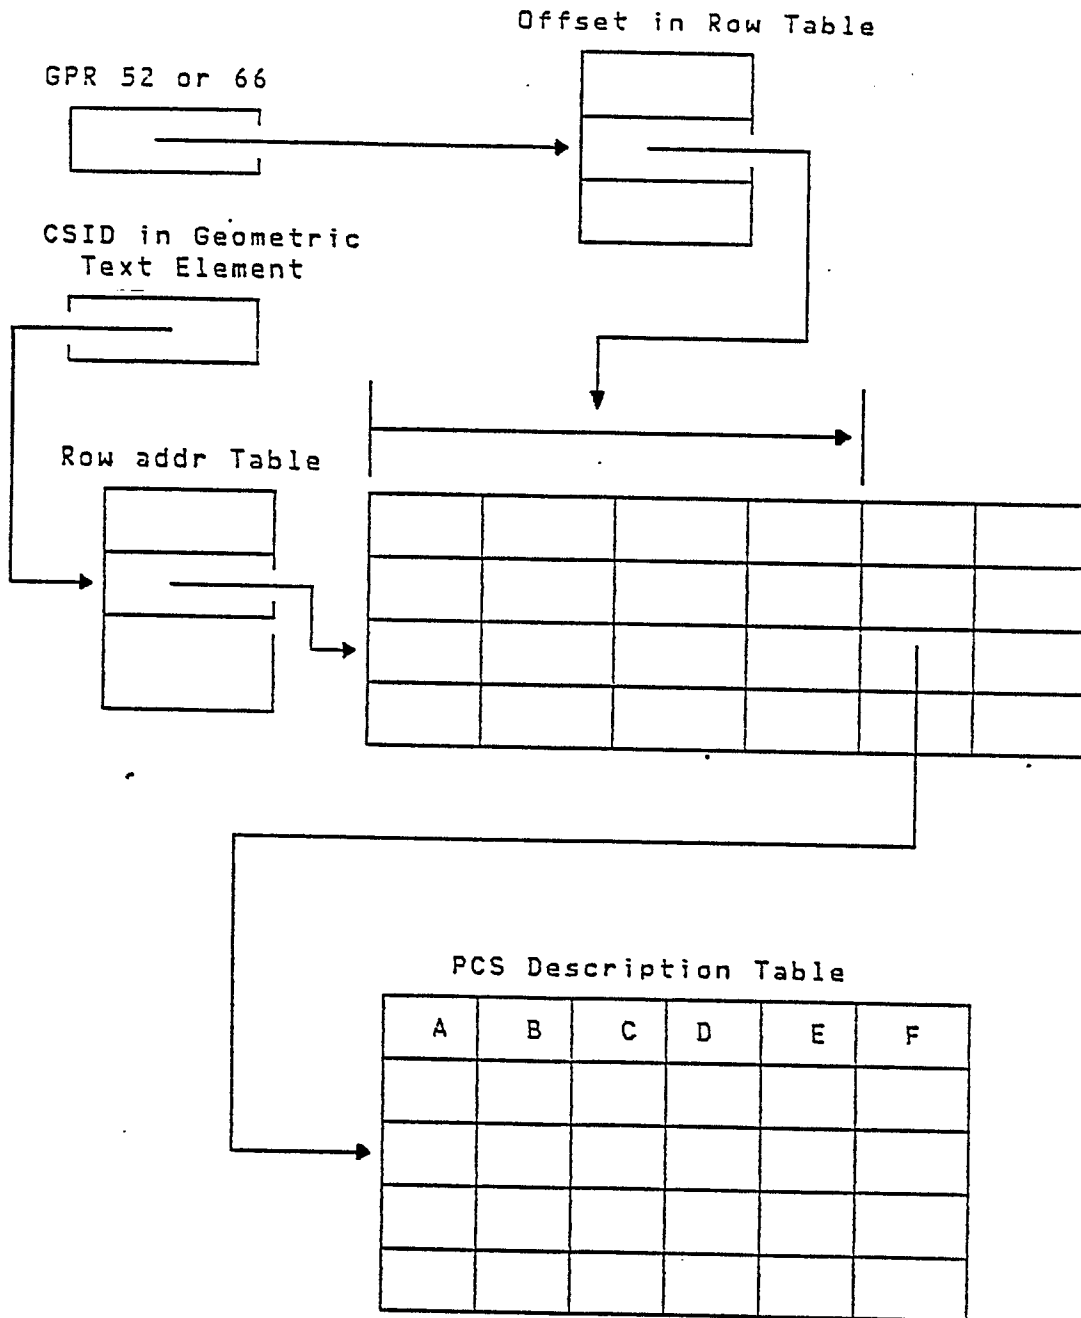 Offset in Row Table
GPR 52 or 66
CSID in Geometric
Text Element
Row addr Table
PCS Description Table
A B C D E F